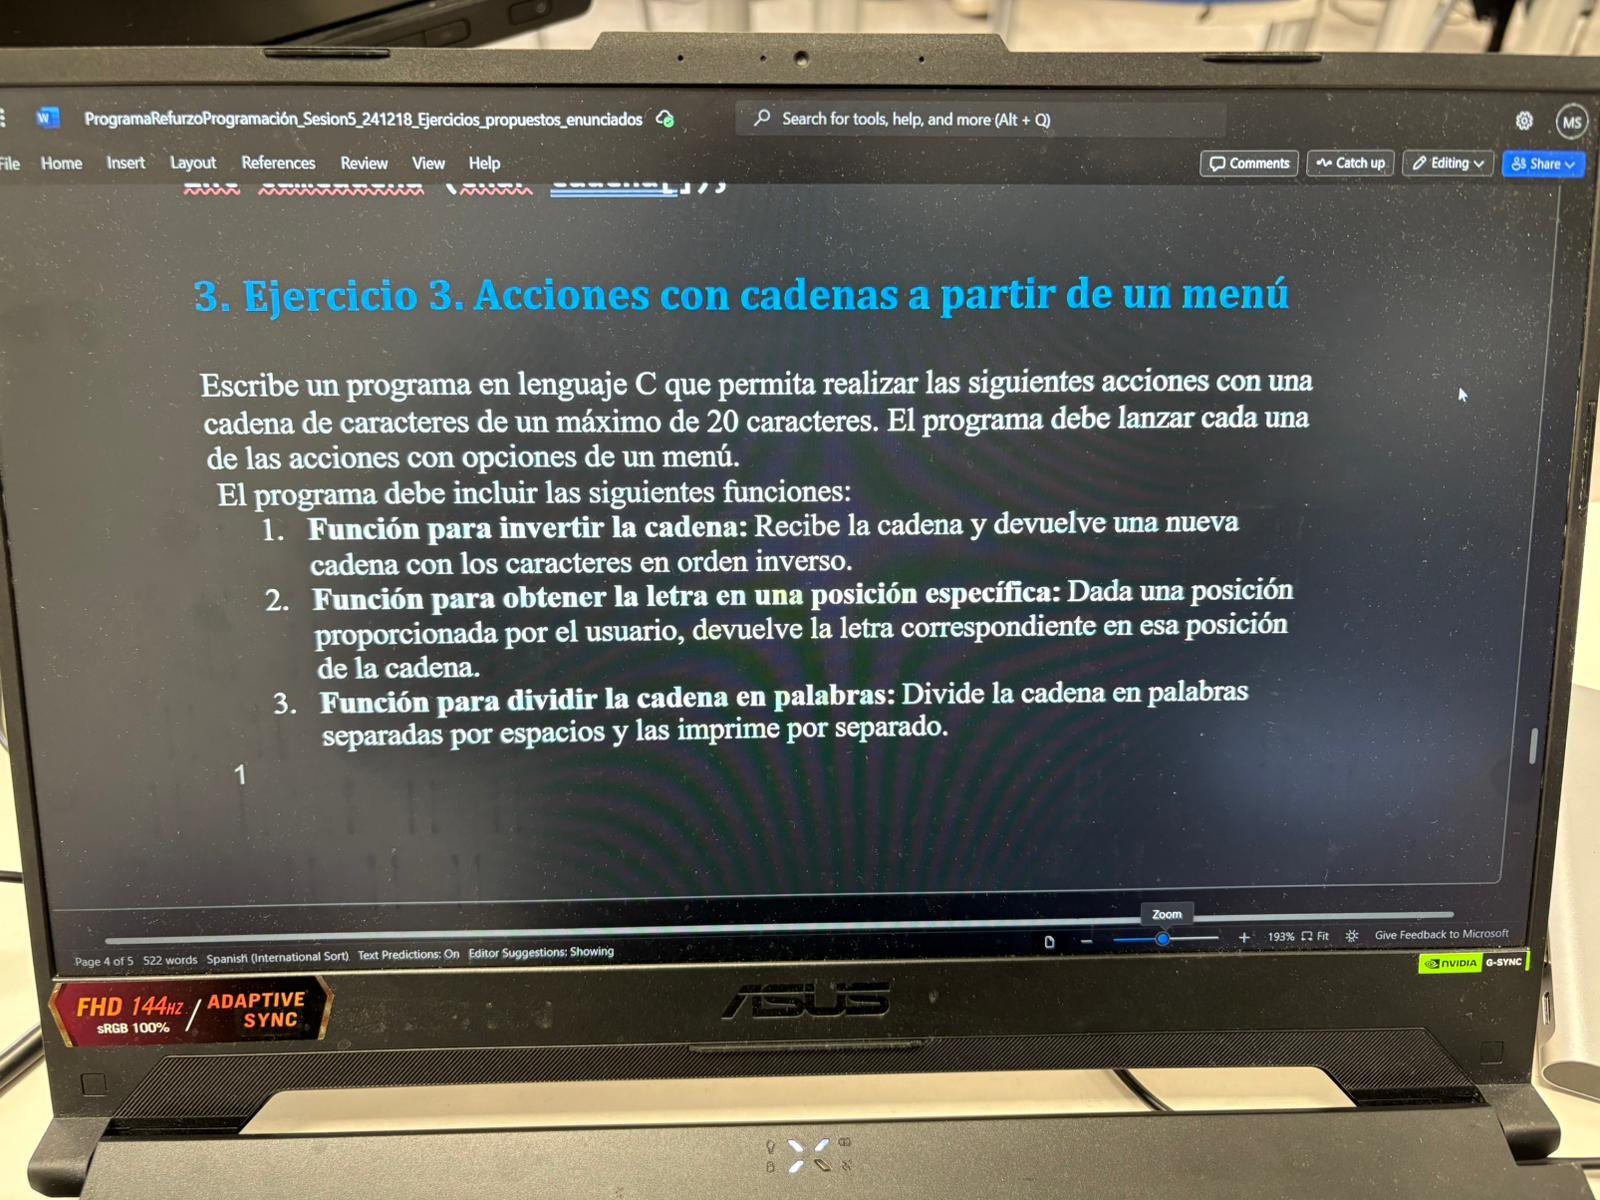 ProgramaRefurzoProgramación_Sesion5_241218_Ejercicios_propuestos_enunciados
Search for tools, help, and more (Alt + Q)
MS
File Home Insert Layout References Review View Help
Comments Catch up Editing Share
3. Ejercicio 3. Acciones con cadenas a partir de un menú
Escribe un programa en lenguaje C que permita realizar las siguientes acciones con una
cadena de caracteres de un máximo de 20 caracteres. El programa debe lanzar cada una
de las acciones con opciones de un menú.
El programa debe incluir las siguientes funciones:
1. Función para invertir la cadena: Recibe la cadena y devuelve una nueva
cadena con los caracteres en orden inverso.
2. Función para obtener la letra en una posición específica: Dada una posición
proporcionada por el usuario, devuelve la letra correspondiente en esa posición
de la cadena.
3. Función para dividir la cadena en palabras: Divide la cadena en palabras
separadas por espacios y las imprime por separado.
1
Zoom
Page 4 of 5 522 words Spanish (International Sort) Text Predictions: On Editor Suggestions: Showing
193% Fit Give Feedback to Microsoft
NVIDIA G-SYNC
FHD 144HZ / ADAPTIVE SYNC
sRGB 100%
ASUS